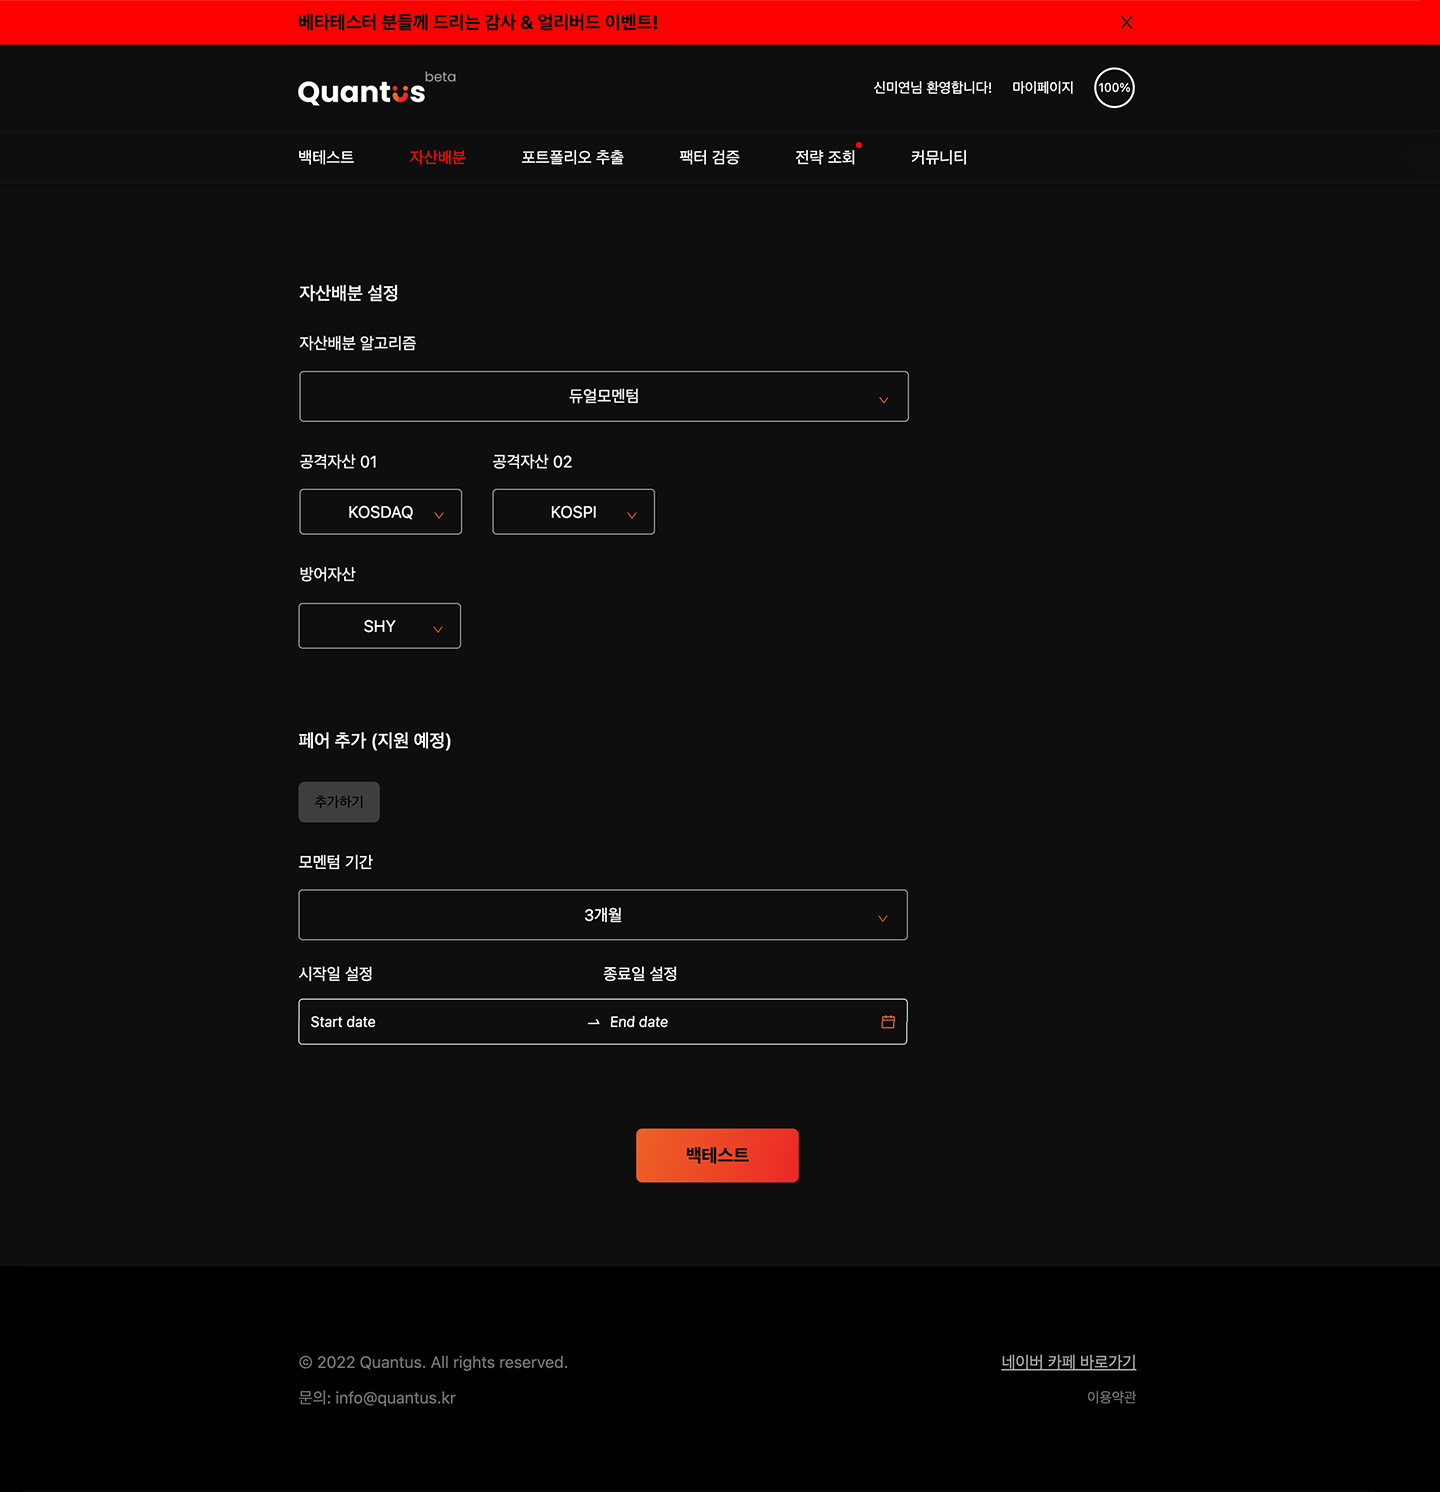 베타테스터 분들께 드리는 감사 & 얼리버드 이벤트!
Quantus beta
신미연님 환영합니다! 마이페이지 100%
백테스트 자산배분 포트폴리오 추출 팩터 검증 전략 조회 커뮤니티
자산배분 설정
자산배분 알고리즘
듀얼모멘텀
공격자산 01 공격자산 02
KOSDAQ KOSPI
방어자산
SHY
페어 추가 (지원 예정)
추가하기
모멘텀 기간
3개월
시작일 설정 종료일 설정
Start date → End date
백테스트
© 2022 Quantus. All rights reserved. 네이버 카페 바로가기
문의: info@quantus.kr 이용약관